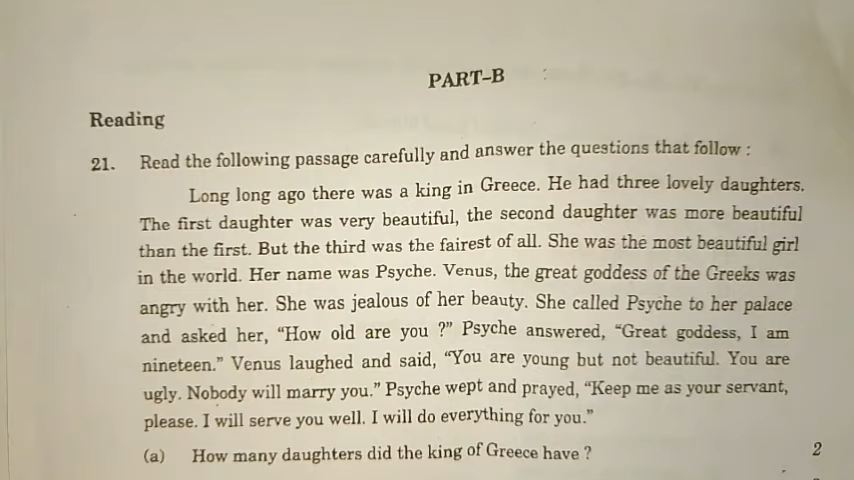 PART–B
Reading
21. Read the following passage carefully and answer the questions that follow :
Long long ago there was a king in Greece. He had three lovely daughters.
The first daughter was very beautiful, the second daughter was more beautiful
than the first. But the third was the fairest of all. She was the most beautiful girl
in the world. Her name was Psyche. Venus, the great goddess of the Greeks was
angry with her. She was jealous of her beauty. She called Psyche to her palace
and asked her, “How old are you ?” Psyche answered, “Great goddess, I am
nineteen.” Venus laughed and said, “You are young but not beautiful. You are
ugly. Nobody will marry you.” Psyche wept and prayed, “Keep me as your servant,
please. I will serve you well. I will do everything for you.”
(a) How many daughters did the king of Greece have ? 2